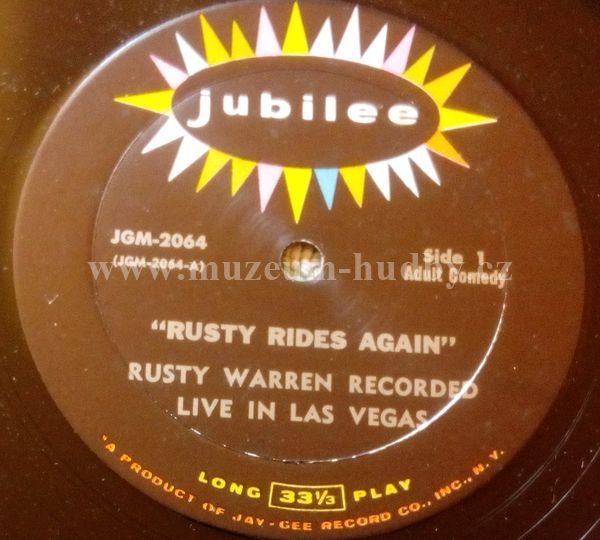 jubilee
JGM-2064
(JGM-2064-A)
Side 1
Adult Comedy
www.muzeum-hudby.cz
"RUSTY RIDES AGAIN"
RUSTY WARREN RECORDED
LIVE IN LAS VEGAS
LONG 33⅓ PLAY
"A PRODUCT OF JAY-GEE RECORD CO., INC., N.Y.